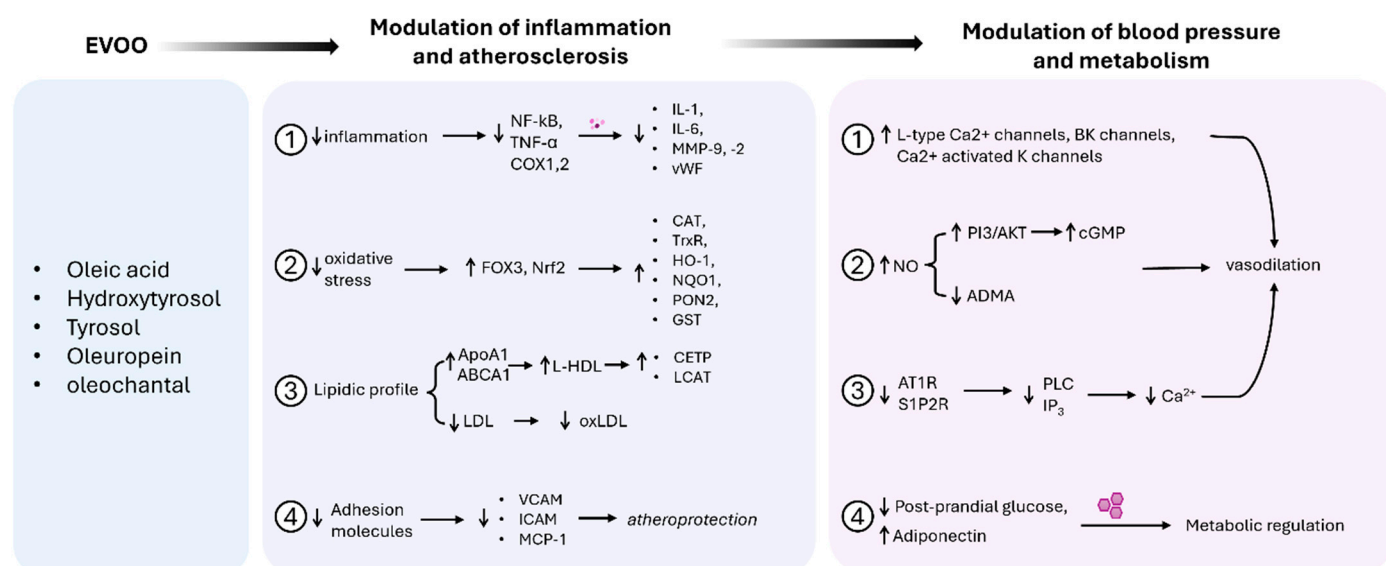 EVOO
Modulation of inflammation
and atherosclerosis
Modulation of blood pressure
and metabolism
• Oleic acid
• Hydroxytyrosol
• Tyrosol
• Oleuropein
• oleochantal
① ↓ inflammation → ↓
NF-kB,
TNF-α
COX1,2
→ ↓
• IL-1,
• IL-6,
• MMP-9, -2
• vWF
② ↓ oxidative
stress
→ ↑ FOX3, Nrf2 → ↑
• CAT,
• TrxR,
• HO-1,
• NQO1,
• PON2,
• GST
③ Lipidic profile
↑ ApoA1
ABCA1
→ ↑ L-HDL → ↑
• CETP
• LCAT
↓ LDL → ↓ oxLDL
④ ↓ Adhesion
molecules
→ ↓
• VCAM
• ICAM
• MCP-1
→ atheroprotection
① ↑ L-type Ca2+ channels, BK channels,
Ca2+ activated K channels
② ↑ NO
↑ PI3/AKT → ↑ cGMP
↓ ADMA
→ vasodilation
③ ↓ AT1R
S1P2R
→ ↓ PLC
IP₃
→ ↓ Ca²⁺
④ ↓ Post-prandial glucose,
↑ Adiponectin
→ Metabolic regulation